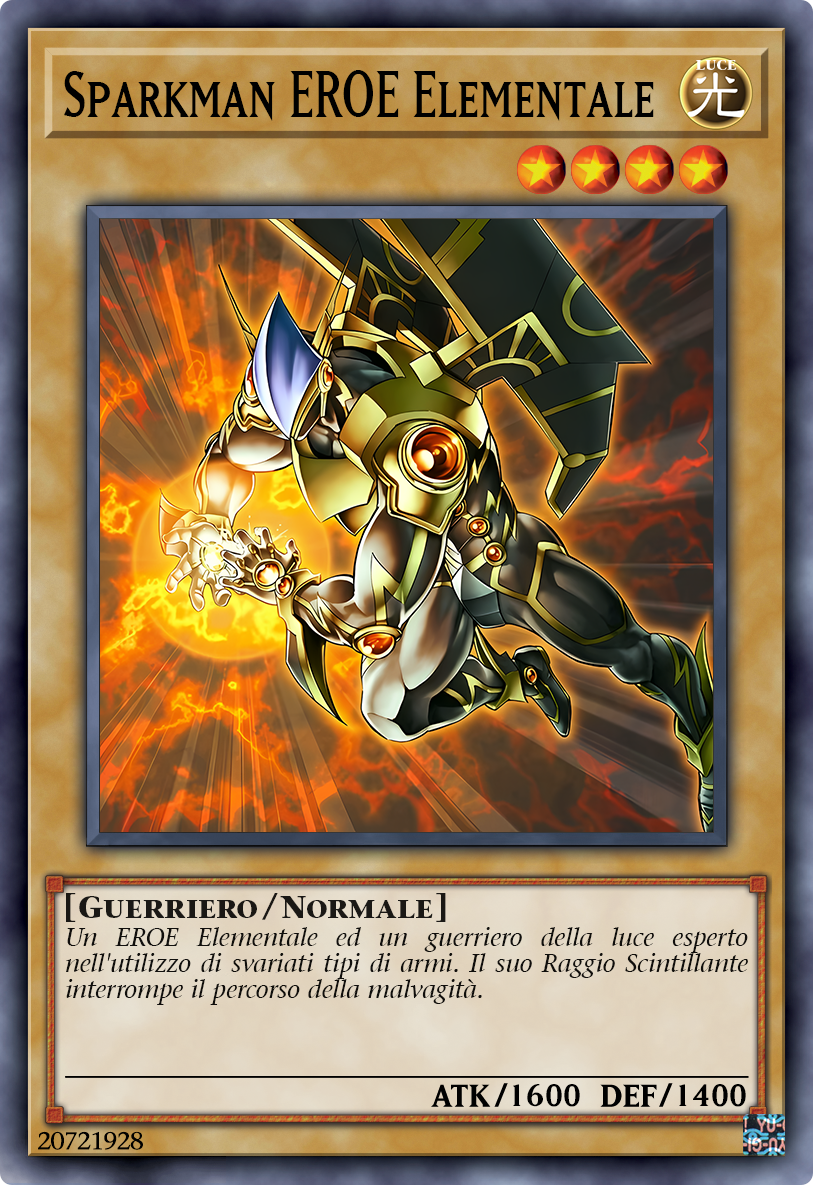 Sparkman EROE Elementale
LUCE
光
[Guerriero/Normale]
Un EROE Elementale ed un guerriero della luce esperto
nell'utilizzo di svariati tipi di armi. Il suo Raggio Scintillante
interrompe il percorso della malvagità.
ATK/1600 DEF/1400
20721928